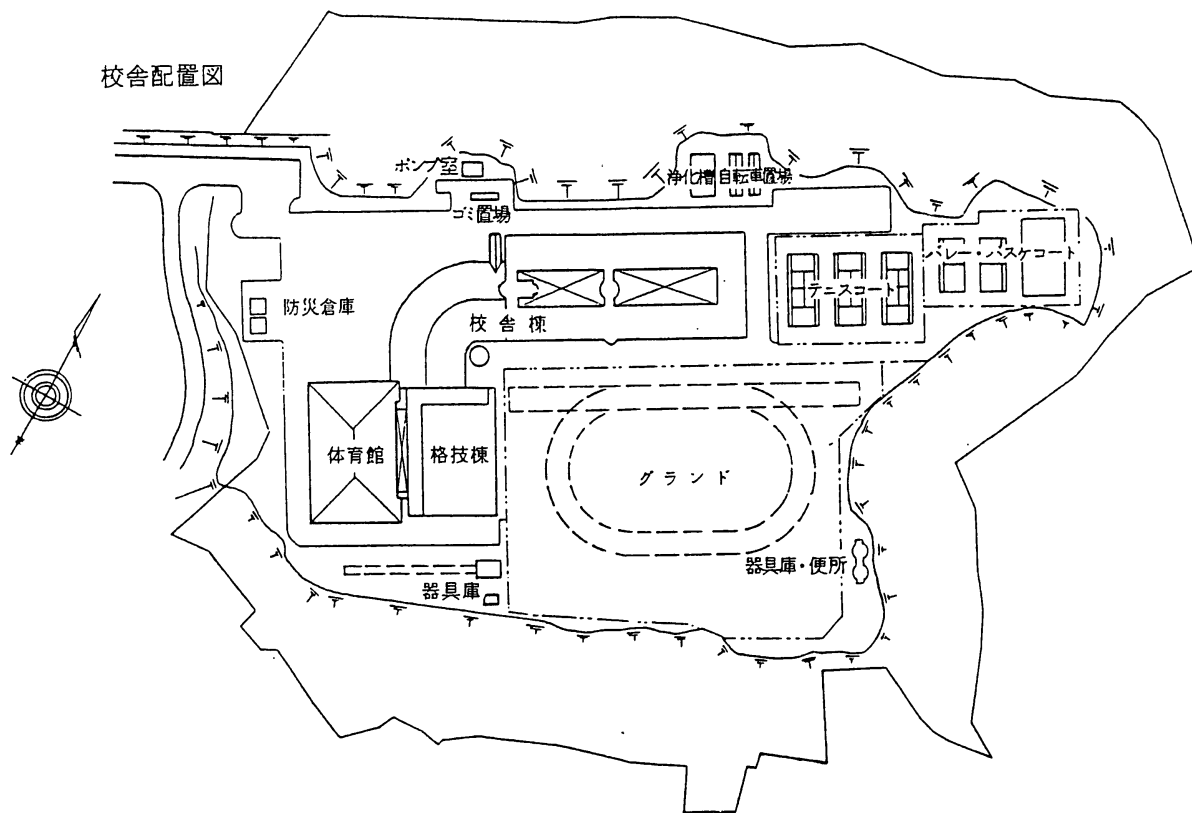 校舎配置図
ポンプ室
ゴミ置場
浄化槽
自転車置場
バレー・バスケコート
テニスコート
防災倉庫
校舎棟
体育館
格技棟
グランド
器具庫・便所
器具庫